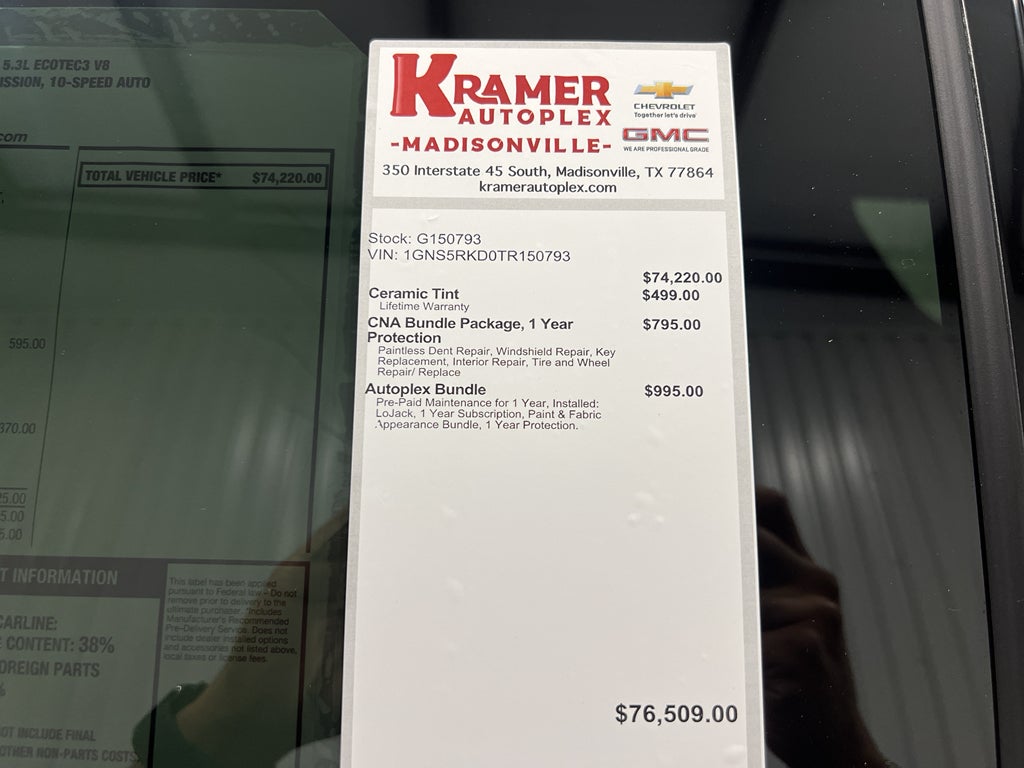 5.3L ECOTEC3 V8
ISSION, 10-SPEED AUTO
com
TOTAL VEHICLE PRICE* $74,220.00
595.00
370.00
25.00
5.00
5.00
T INFORMATION
CARLINE:
CONTENT: 38%
OREIGN PARTS
%
OT INCLUDE FINAL
OTHER NON-PARTS COSTS.
This label has been applied
pursuant to Federal law - Do not
remove prior to delivery to the
ultimate purchaser. *Includes
Manufacturer's Recommended
Pre-Delivery Service. Does not
include dealer installed options
and accessories not listed above,
local taxes or license fees.
KRAMER
AUTOPLEX
-MADISONVILLE-
CHEVROLET
Together let's drive
GMC
WE ARE PROFESSIONAL GRADE
350 Interstate 45 South, Madisonville, TX 77864
kramerautoplex.com
Stock: G150793
VIN: 1GNS5RKD0TR150793
$74,220.00
Ceramic Tint $499.00
Lifetime Warranty
CNA Bundle Package, 1 Year $795.00
Protection
Paintless Dent Repair, Windshield Repair, Key
Replacement, Interior Repair, Tire and Wheel
Repair/ Replace
Autoplex Bundle $995.00
Pre-Paid Maintenance for 1 Year, Installed:
LoJack, 1 Year Subscription, Paint & Fabric
Appearance Bundle, 1 Year Protection.
$76,509.00